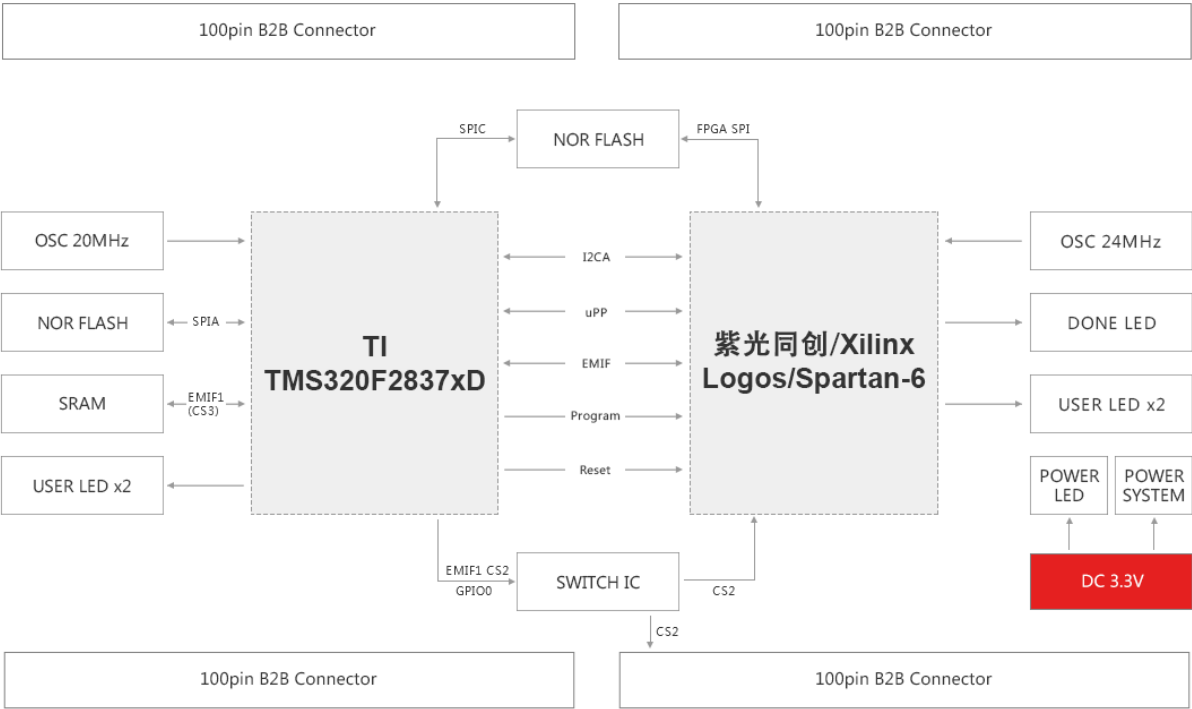 100pin B2B Connector
100pin B2B Connector
SPIC
NOR FLASH
FPGA SPI
OSC 20MHz
I2CA
OSC 24MHz
NOR FLASH
SPIA
uPP
DONE LED
TI
TMS320F2837xD
紫光同创/Xilinx
Logos/Spartan-6
EMIF
SRAM
EMIF1
(CS3)
Program
USER LED x2
USER LED x2
Reset
POWER
LED
POWER
SYSTEM
EMIF1 CS2
GPIO0
SWITCH IC
CS2
DC 3.3V
CS2
100pin B2B Connector
100pin B2B Connector